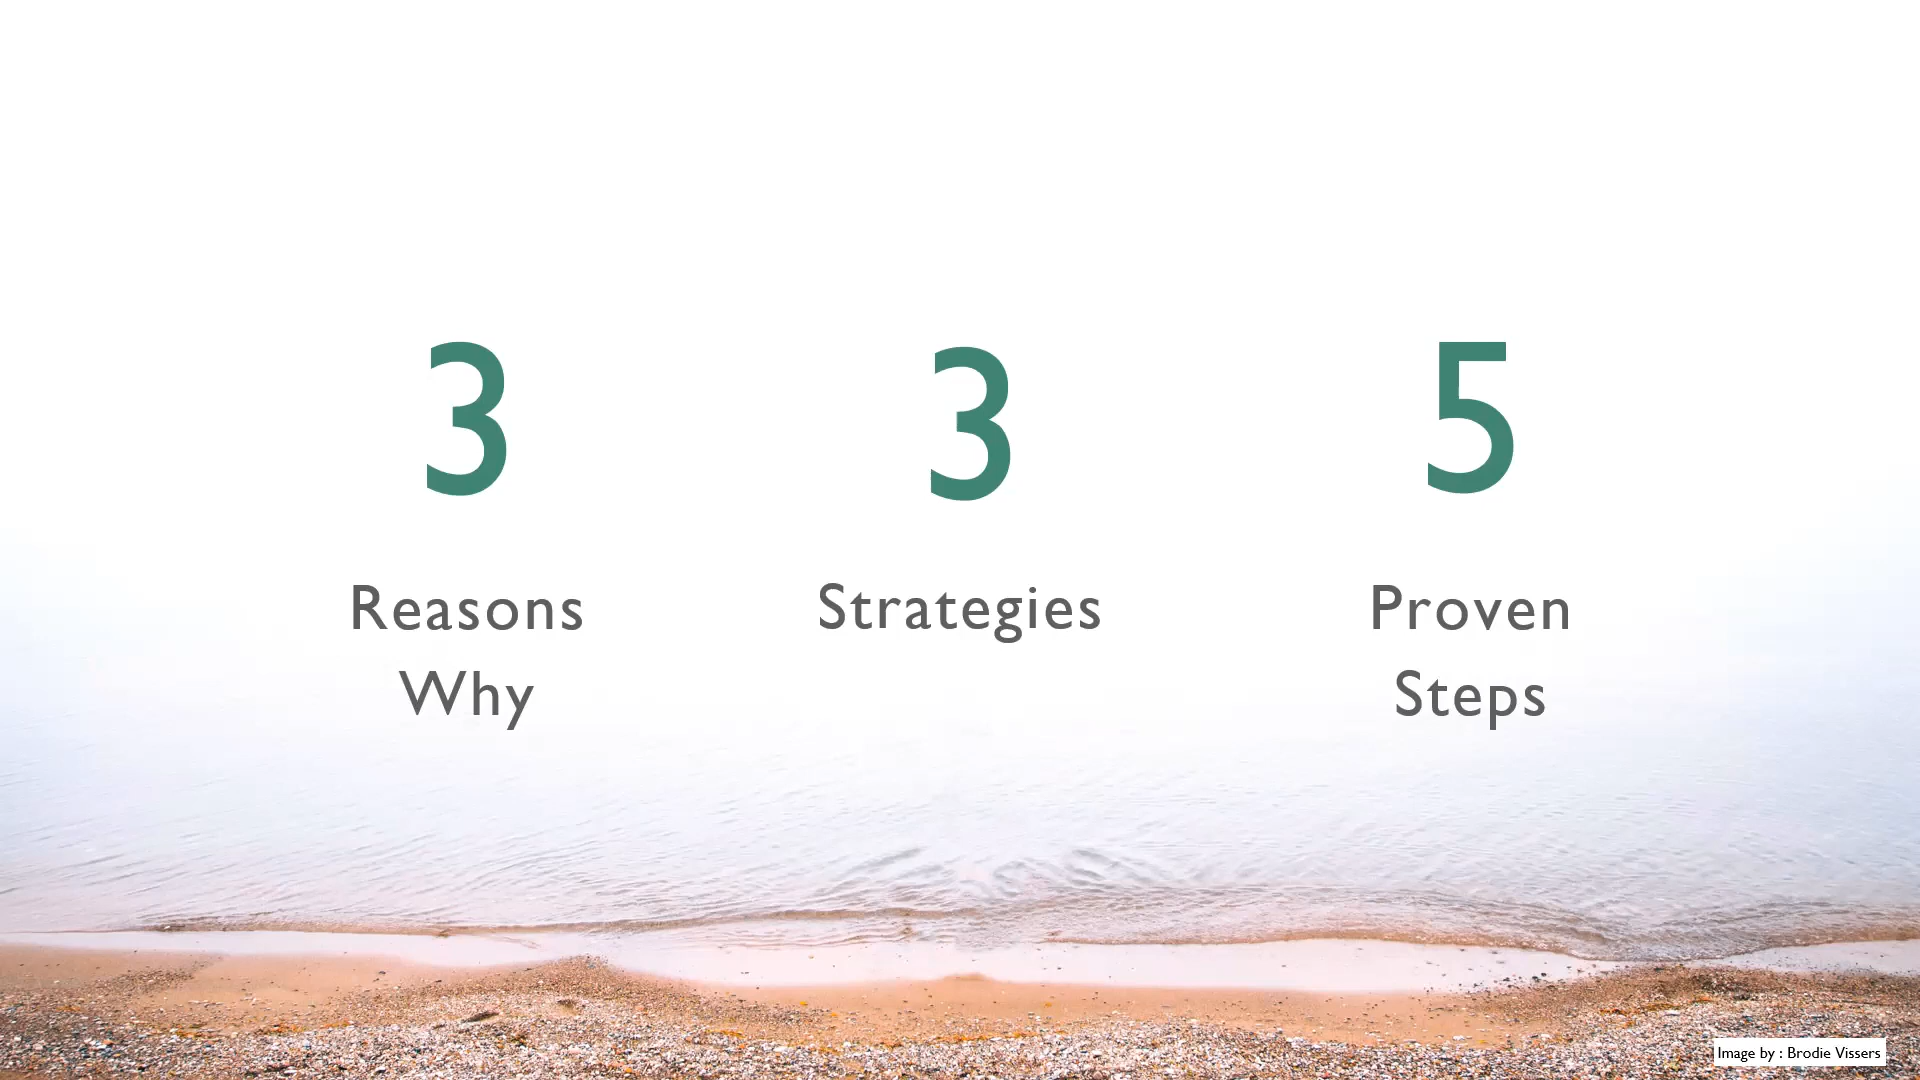 3
Reasons
Why
3
Strategies
5
Proven
Steps
Image by : Brodie Vissers